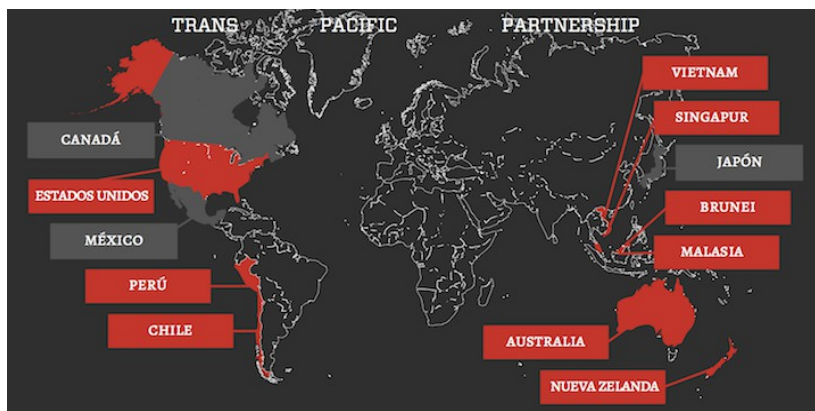 TRANS PACIFIC PARTNERSHIP
VIETNAM
SINGAPUR
CANADÁ
JAPÓN
ESTADOS UNIDOS
BRUNEI
MÉXICO
MALASIA
PERÚ
CHILE
AUSTRALIA
NUEVA ZELANDA